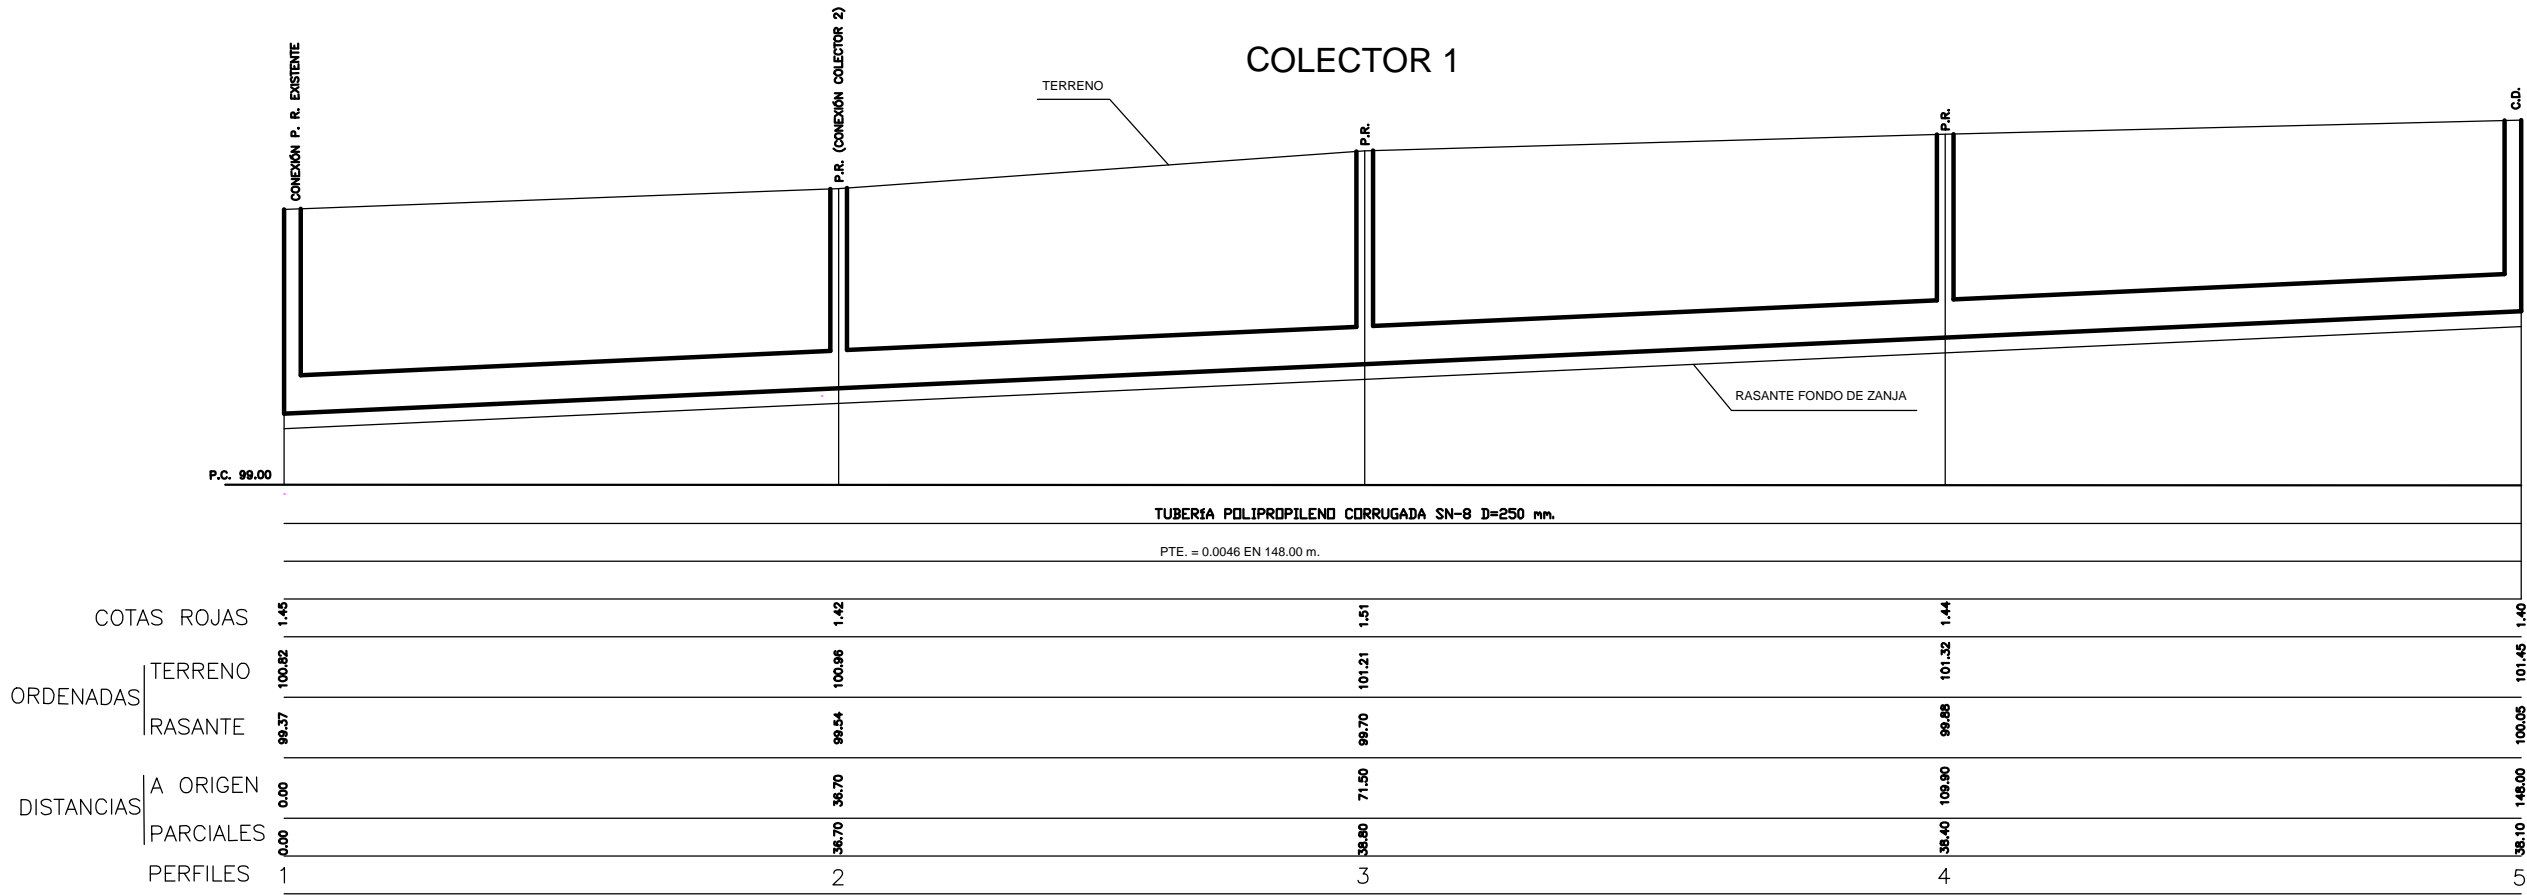 COLECTOR 1
CONEXIÓN P. R. EXISTENTE
P.R. (CONEXIÓN COLECTOR 2)
TERRENO
P.R.
P.R.
C.D.
RASANTE FONDO DE ZANJA
P.C. 99.00
TUBERÍA POLIPROPILENO CORRUGADA SN-8 D=250 mm.
PTE. = 0.0046 EN 148.00 m.
COTAS ROJAS 1.45 1.42 1.51 1.44 1.40
ORDENADAS
TERRENO 100.82 100.96 101.21 101.32 101.45
RASANTE 99.37 99.54 99.70 99.88 100.05
DISTANCIAS
A ORIGEN 0.00 36.70 71.50 109.90 148.00
PARCIALES 0.00 36.70 38.80 38.40 38.10
PERFILES 1 2 3 4 5